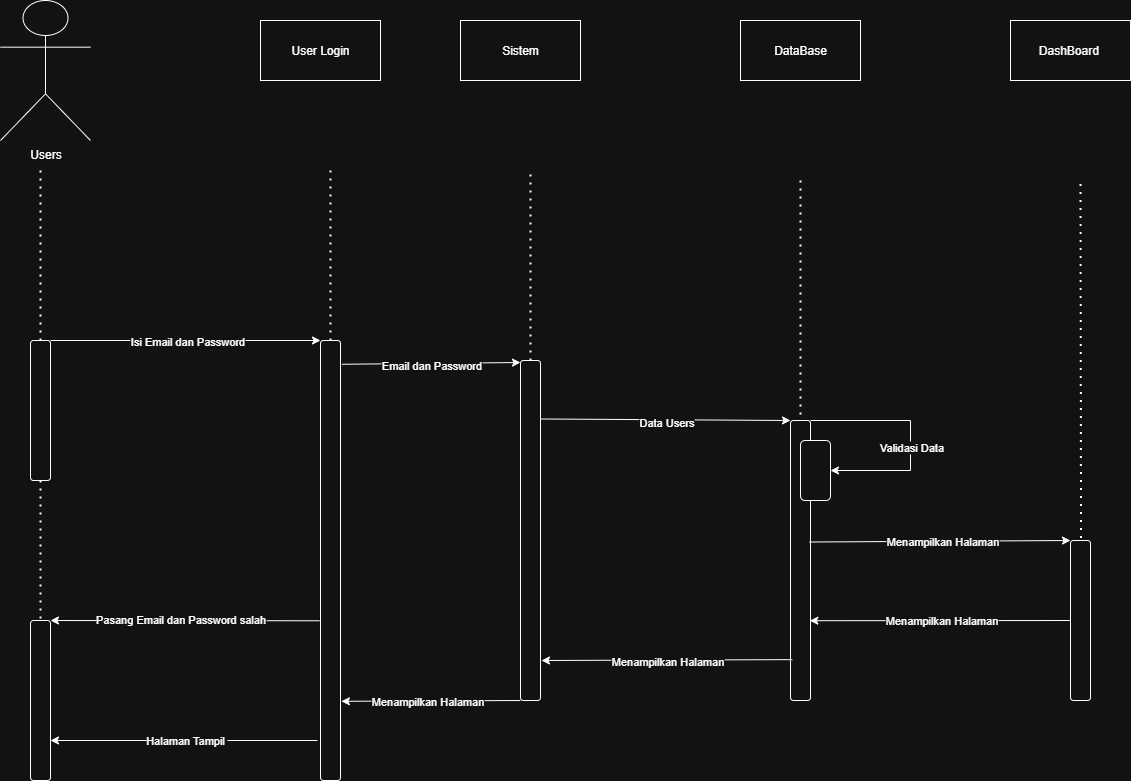 User Login
Sistem
DataBase
DashBoard
Users
Isi Email dan Password
Email dan Password
Data Users
Validasi Data
Menampilkan Halaman
Pasang Email dan Password salah
Menampilkan Halaman
Menampilkan Halaman
Menampilkan Halaman
Halaman Tampil